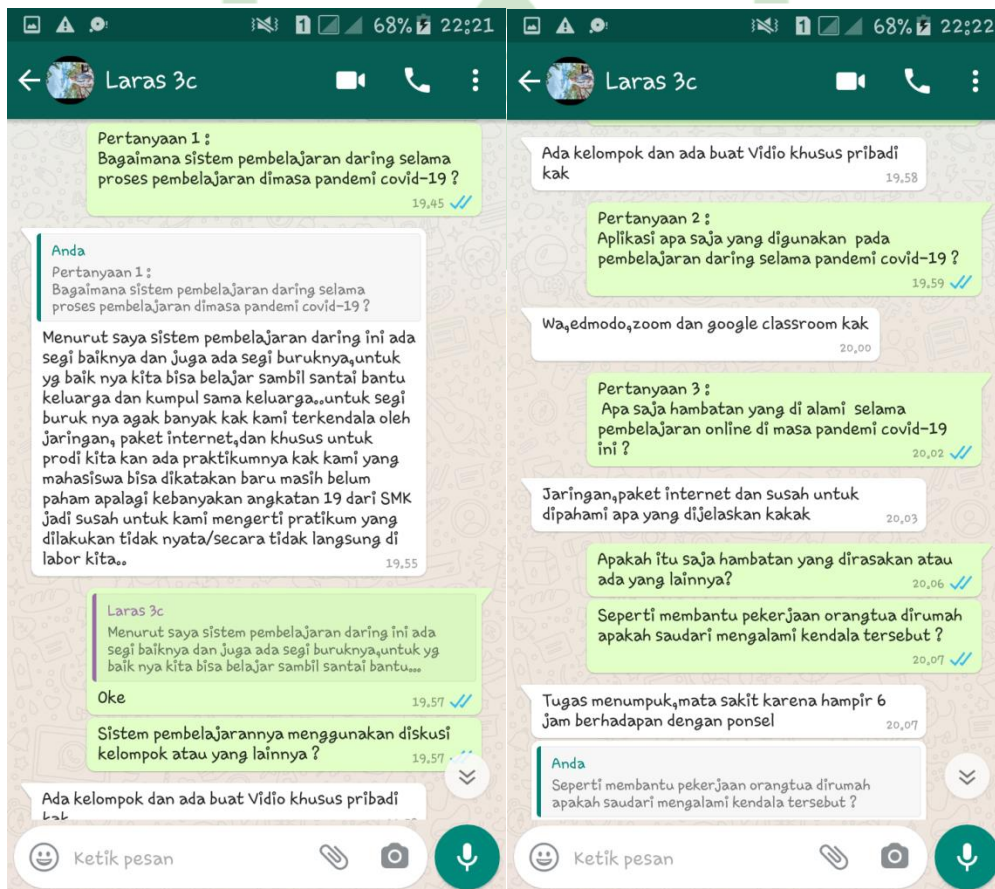 68% 22:21
Laras 3c
Pertanyaan 1 :
Bagaimana sistem pembelajaran daring selama
proses pembelajaran dimasa pandemi covid-19 ?
19.45
Anda
Pertanyaan 1 :
Bagaimana sistem pembelajaran daring selama
proses pembelajaran dimasa pandemi covid-19 ?
Menurut saya sistem pembelajaran daring ini ada
segi baiknya dan juga ada segi buruknya,untuk
yg baik nya kita bisa belajar sambil santai bantu
keluarga dan kumpul sama keluarga..untuk segi
buruk nya agak banyak kak kami terkendala oleh
jaringan, paket internet,dan khusus untuk
prodi kita kan ada praktikumnya kak kami yang
mahasiswa bisa dikatakan baru masih belum
paham apalagi kebanyakan angkatan 19 dari SMK
jadi susah untuk kami mengerti pratikum yang
dilakukan tidak nyata/secara tidak langsung di
labor kita..
19.55
Laras 3c
Menurut saya sistem pembelajaran daring ini ada
segi baiknya dan juga ada segi buruknya,untuk yg
baik nya kita bisa belajar sambil santai bantu...
Oke
19.57
Sistem pembelajarannya menggunakan diskusi
kelompok atau yang lainnya ?
19.57
Ada kelompok dan ada buat Vidio khusus pribadi
kak
Ketik pesan
1 68% 22:22
Laras 3c
Ada kelompok dan ada buat Vidio khusus pribadi
kak
19.58
Pertanyaan 2 :
Aplikasi apa saja yang digunakan pada
pembelajaran daring selama pandemi covid-19 ?
19.59
Wa,edmodo,zoom dan google classroom kak
20.00
Pertanyaan 3 :
Apa saja hambatan yang di alami selama
pembelajaran online di masa pandemi covid-19
ini ?
20.02
Jaringan,paket internet dan susah untuk
dipahami apa yang dijelaskan kakak
20.03
Apakah itu saja hambatan yang dirasakan atau
ada yang lainnya?
20.06
Seperti membantu pekerjaan orangtua dirumah
apakah saudari mengalami kendala tersebut ?
20.07
Tugas menumpuk,mata sakit karena hampir 6
jam berhadapan dengan ponsel
20.07
Anda
Seperti membantu pekerjaan orangtua dirumah
apakah saudari mengalami kendala tersebut ?
Ketik pesan